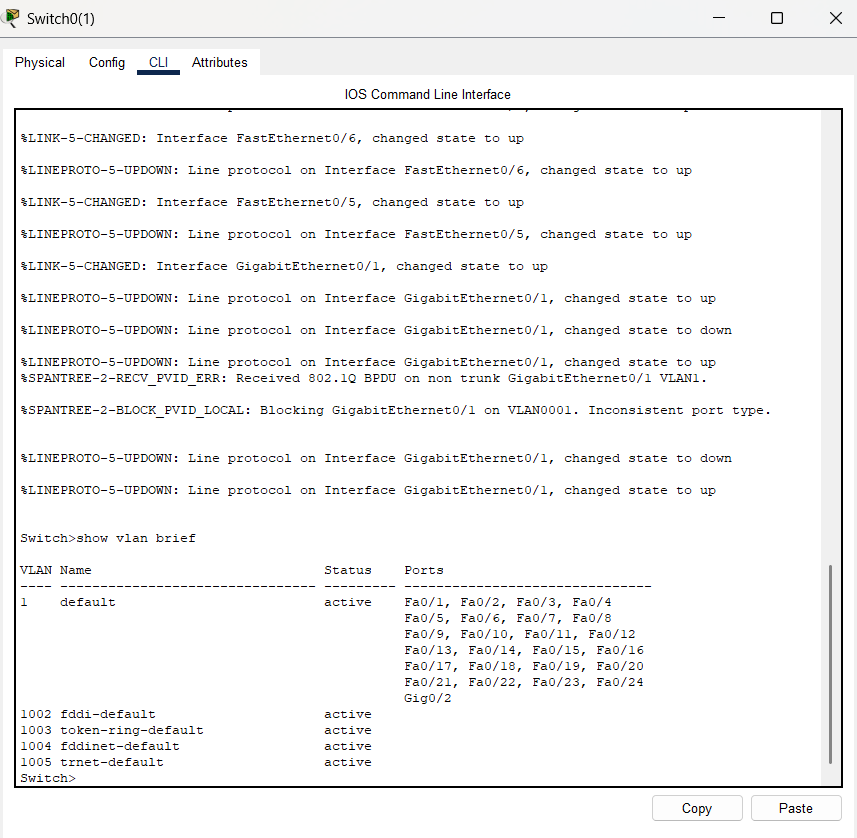 Switch0(1)
Physical Config CLI Attributes
IOS Command Line Interface
%LINK-5-CHANGED: Interface FastEthernet0/6, changed state to up
%LINEPROTO-5-UPDOWN: Line protocol on Interface FastEthernet0/6, changed state to up
%LINK-5-CHANGED: Interface FastEthernet0/5, changed state to up
%LINEPROTO-5-UPDOWN: Line protocol on Interface FastEthernet0/5, changed state to up
%LINK-5-CHANGED: Interface GigabitEthernet0/1, changed state to up
%LINEPROTO-5-UPDOWN: Line protocol on Interface GigabitEthernet0/1, changed state to up
%LINEPROTO-5-UPDOWN: Line protocol on Interface GigabitEthernet0/1, changed state to down
%LINEPROTO-5-UPDOWN: Line protocol on Interface GigabitEthernet0/1, changed state to up
%SPANTREE-2-RECV_PVID_ERR: Received 802.1Q BPDU on non trunk GigabitEthernet0/1 VLAN1.
%SPANTREE-2-BLOCK_PVID_LOCAL: Blocking GigabitEthernet0/1 on VLAN0001. Inconsistent port type.
%LINEPROTO-5-UPDOWN: Line protocol on Interface GigabitEthernet0/1, changed state to down
%LINEPROTO-5-UPDOWN: Line protocol on Interface GigabitEthernet0/1, changed state to up
Switch>show vlan brief
VLAN Name                             Status    Ports
---- -------------------------------- --------- -------------------------------
1    default                          active    Fa0/1, Fa0/2, Fa0/3, Fa0/4
                                                Fa0/5, Fa0/6, Fa0/7, Fa0/8
                                                Fa0/9, Fa0/10, Fa0/11, Fa0/12
                                                Fa0/13, Fa0/14, Fa0/15, Fa0/16
                                                Fa0/17, Fa0/18, Fa0/19, Fa0/20
                                                Fa0/21, Fa0/22, Fa0/23, Fa0/24
                                                Gig0/2
1002 fddi-default                     active
1003 token-ring-default               active
1004 fddinet-default                  active
1005 trnet-default                    active
Switch>
Copy Paste